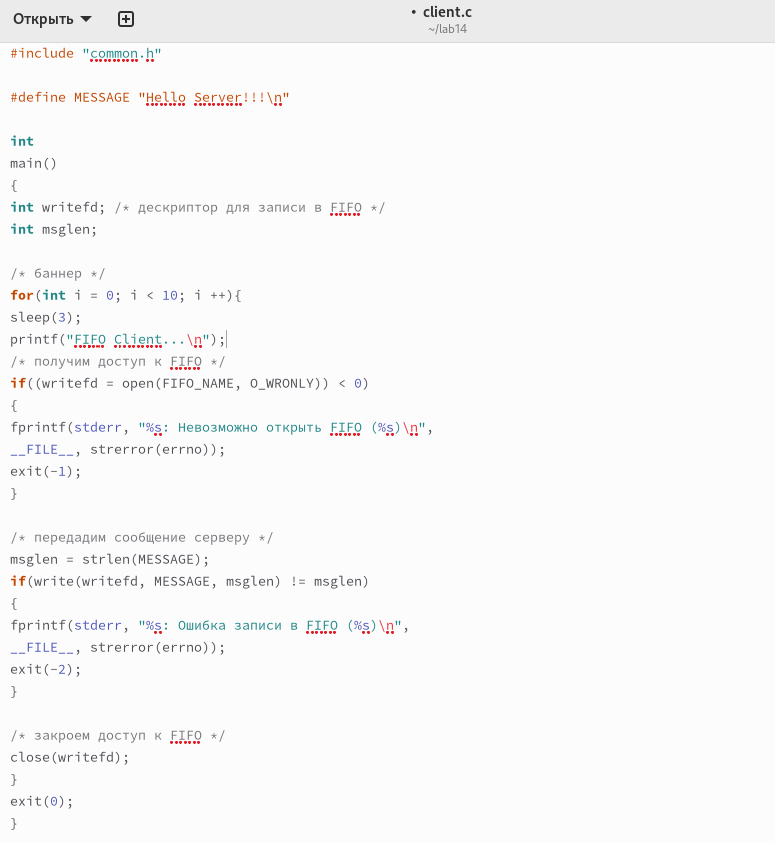 Открыть
• client.c
~/lab14
#include "common.h"
#define MESSAGE "Hello Server!!!\n"
int
main()
{
int writefd; /* дескриптор для записи в FIFO */
int msglen;
/* баннер */
for(int i = 0; i < 10; i ++){
sleep(3);
printf("FIFO Client...\n");
/* получим доступ к FIFO */
if((writefd = open(FIFO_NAME, O_WRONLY)) < 0)
{
fprintf(stderr, "%s: Невозможно открыть FIFO (%s)\n",
__FILE__, strerror(errno));
exit(-1);
}
/* передадим сообщение серверу */
msglen = strlen(MESSAGE);
if(write(writefd, MESSAGE, msglen) != msglen)
{
fprintf(stderr, "%s: Ошибка записи в FIFO (%s)\n",
__FILE__, strerror(errno));
exit(-2);
}
/* закроем доступ к FIFO */
close(writefd);
}
exit(0);
}